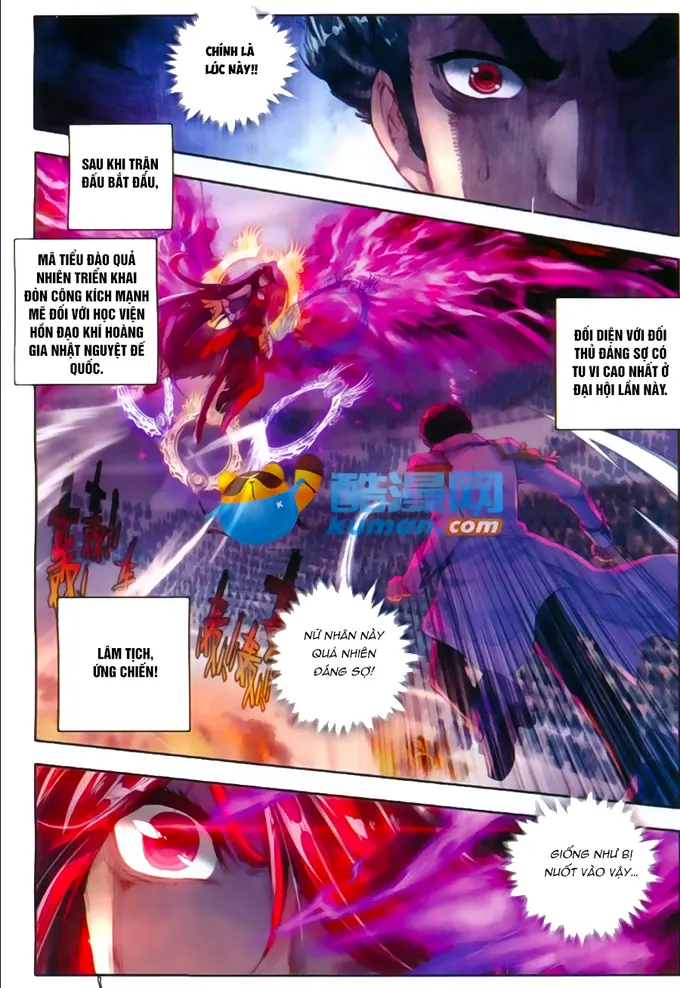 CHÍNH LÀ
LÚC NÀY!!
SAU KHI TRẬN
ĐẤU BẮT ĐẦU,
MÃ TIỂU ĐÀO QUẢ
NHIÊN TRIỂN KHAI
ĐÒN CÔNG KÍCH MẠNH
MẼ ĐỐI VỚI HỌC VIỆN
HỒN ĐẠO KHÍ HOÀNG
GIA NHẬT NGUYỆT ĐẾ
QUỐC.
ĐỐI DIỆN VỚI ĐỐI
THỦ ĐÁNG SỢ CÓ
TU VI CAO NHẤT Ở
ĐẠI HỘI LẦN NÀY.
K
酷漫网
KUMAN.COM
LÂM TỊCH,
ỨNG CHIẾN!
NỮ NHÂN NÀY
QUẢ NHIÊN
ĐÁNG SỢ!
GIỐNG NHƯ BỊ
NUỐT VÀO VẬY...